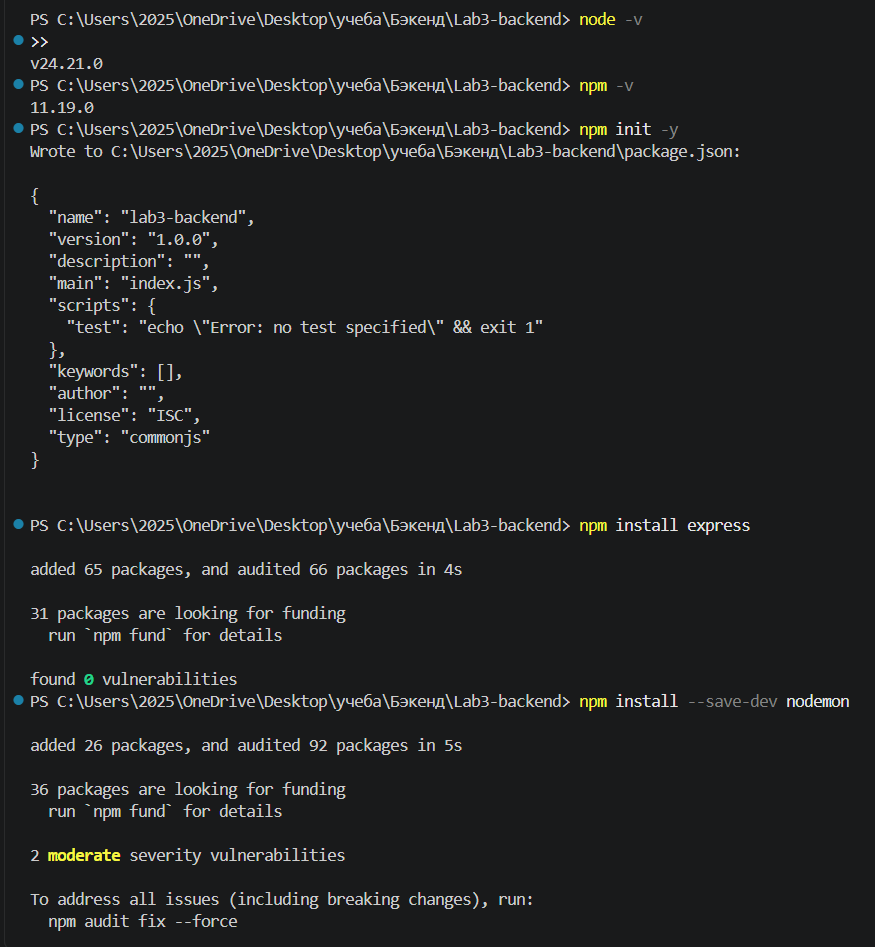 PS C:\Users\2025\OneDrive\Desktop\учеба\Бэкенд\Lab3-backend> node -v
>>
v24.21.0
PS C:\Users\2025\OneDrive\Desktop\учеба\Бэкенд\Lab3-backend> npm -v
11.19.0
PS C:\Users\2025\OneDrive\Desktop\учеба\Бэкенд\Lab3-backend> npm init -y
Wrote to C:\Users\2025\OneDrive\Desktop\учеба\Бэкенд\Lab3-backend\package.json:

{
  "name": "lab3-backend",
  "version": "1.0.0",
  "description": "",
  "main": "index.js",
  "scripts": {
    "test": "echo \"Error: no test specified\" && exit 1"
  },
  "keywords": [],
  "author": "",
  "license": "ISC",
  "type": "commonjs"
}

PS C:\Users\2025\OneDrive\Desktop\учеба\Бэкенд\Lab3-backend> npm install express

added 65 packages, and audited 66 packages in 4s

31 packages are looking for funding
  run `npm fund` for details

found 0 vulnerabilities
PS C:\Users\2025\OneDrive\Desktop\учеба\Бэкенд\Lab3-backend> npm install --save-dev nodemon

added 26 packages, and audited 92 packages in 5s

36 packages are looking for funding
  run `npm fund` for details

2 moderate severity vulnerabilities

To address all issues (including breaking changes), run:
  npm audit fix --force